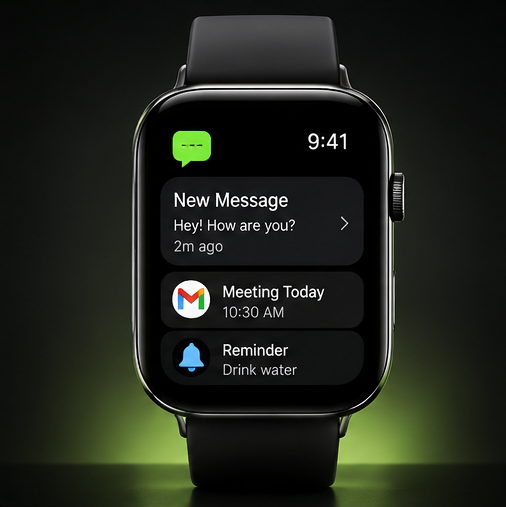 9:41
New Message
Hey! How are you?
2m ago
Meeting Today
10:30 AM
Reminder
Drink water